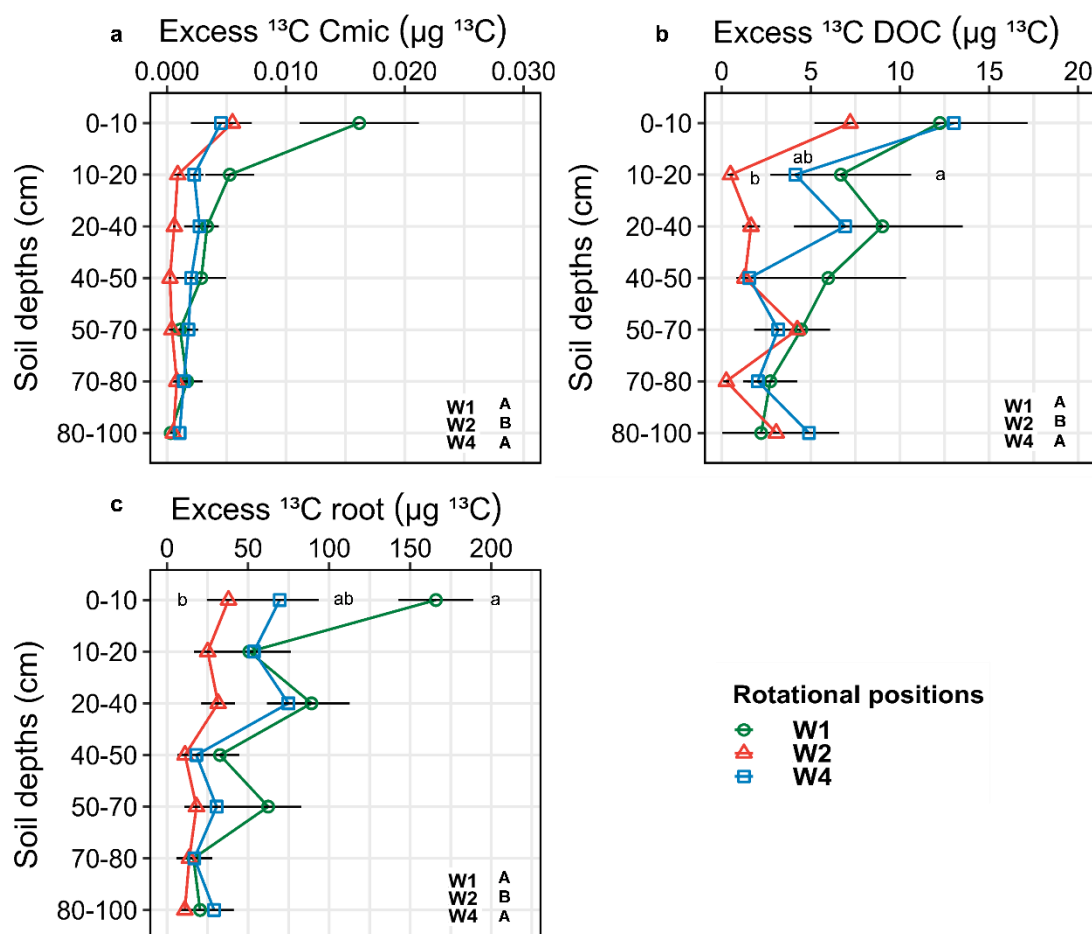 a Excess ¹³C Cmic (µg ¹³C)
0.000 0.010 0.020 0.030
Soil depths (cm)
0-10
10-20
20-40
40-50
50-70
70-80
80-100
W1 A
W2 B
W4 A
b Excess ¹³C DOC (µg ¹³C)
0 5 10 15 20
Soil depths (cm)
0-10
10-20
20-40
40-50
50-70
70-80
80-100
ab
b a
W1 A
W2 B
W4 A
c Excess ¹³C root (µg ¹³C)
0 50 100 150 200
Soil depths (cm)
0-10
10-20
20-40
40-50
50-70
70-80
80-100
b ab a
W1 A
W2 B
W4 A
Rotational positions
W1
W2
W4